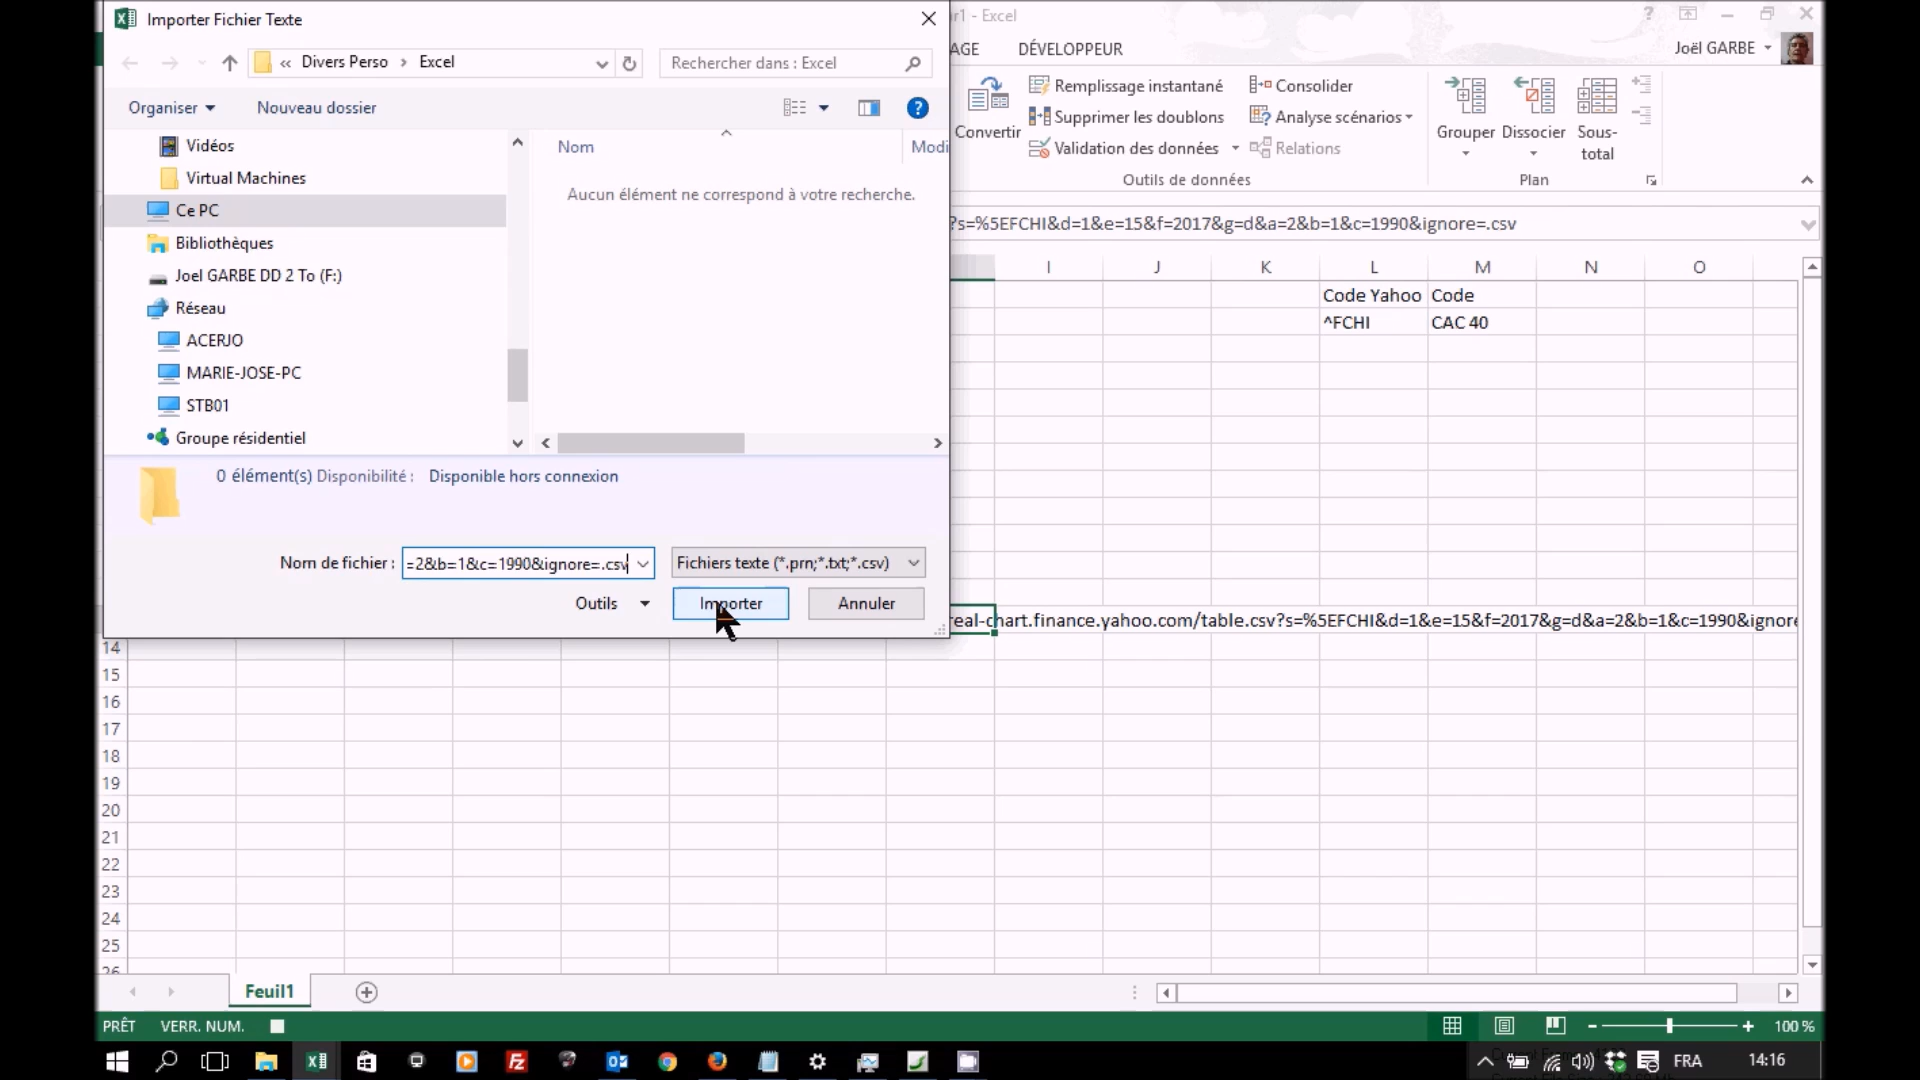 Importer Fichier Texte
« Divers Perso > Excel
Rechercher dans : Excel
Organiser
Nouveau dossier
Vidéos
Virtual Machines
Ce PC
Bibliothèques
Joel GARBE DD 2 To (F:)
Réseau
ACERJO
MARIE-JOSE-PC
STB01
Groupe résidentiel
Nom
Modi
Aucun élément ne correspond à votre recherche.
0 élément(s) Disponibilité : Disponible hors connexion
Nom de fichier : =2&b=1&c=1990&ignore=.csv
Fichiers texte (*.prn;*.txt;*.csv)
Outils
Importer
Annuler
r1 - Excel
AGE
DÉVELOPPEUR
Joël GARBE
Convertir
Remplissage instantané
Supprimer les doublons
Validation des données
Consolider
Analyse scénarios
Relations
Outils de données
Grouper
Dissocier
Sous-
total
Plan
?s=%5EFCHI&d=1&e=15&f=2017&g=d&a=2&b=1&c=1990&ignore=.csv
I J K L M N O
Code Yahoo Code
^FCHI CAC 40
real-chart.finance.yahoo.com/table.csv?s=%5EFCHI&d=1&e=15&f=2017&g=d&a=2&b=1&c=1990&ignore
14
15
16
17
18
19
20
21
22
23
24
25
26
Feuil1
PRÊT VERR. NUM.
100 %
FRA
14:16